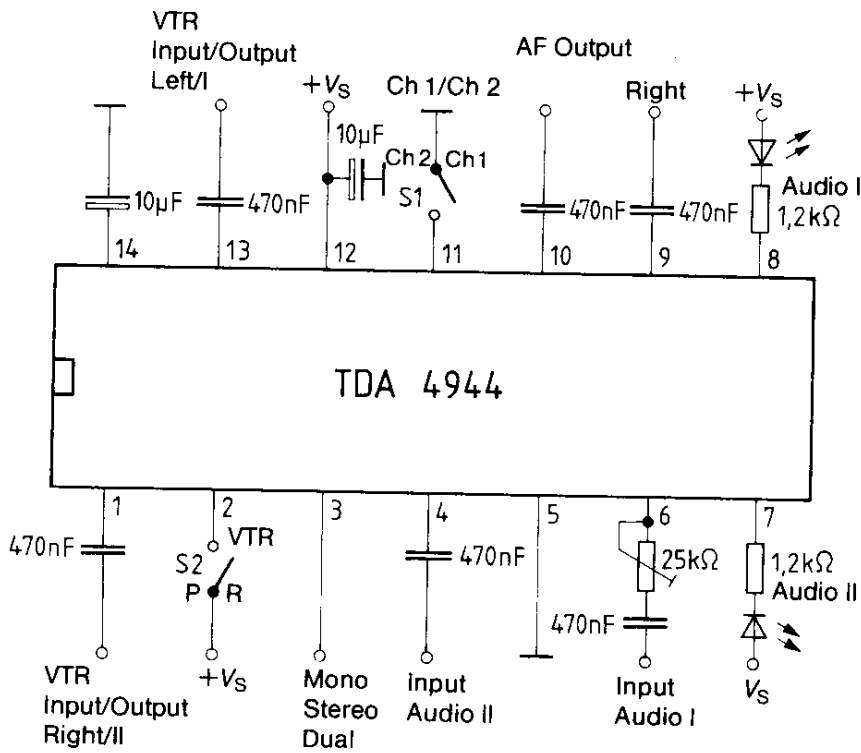 VTR
Input/Output
Left/I
+VS
Ch 1/Ch 2
AF Output
Right
+VS
10µF
470nF
10µF
Ch2
Ch1
S1
470nF
470nF
Audio I
1,2kΩ
14
13
12
11
10
9
8
TDA 4944
1
2
3
4
5
6
7
470nF
S2
VTR
P
R
470nF
25kΩ
470nF
1,2kΩ
Audio II
VTR
Input/Output
Right/II
+VS
Mono
Stereo
Dual
Input
Audio II
Input
Audio I
VS